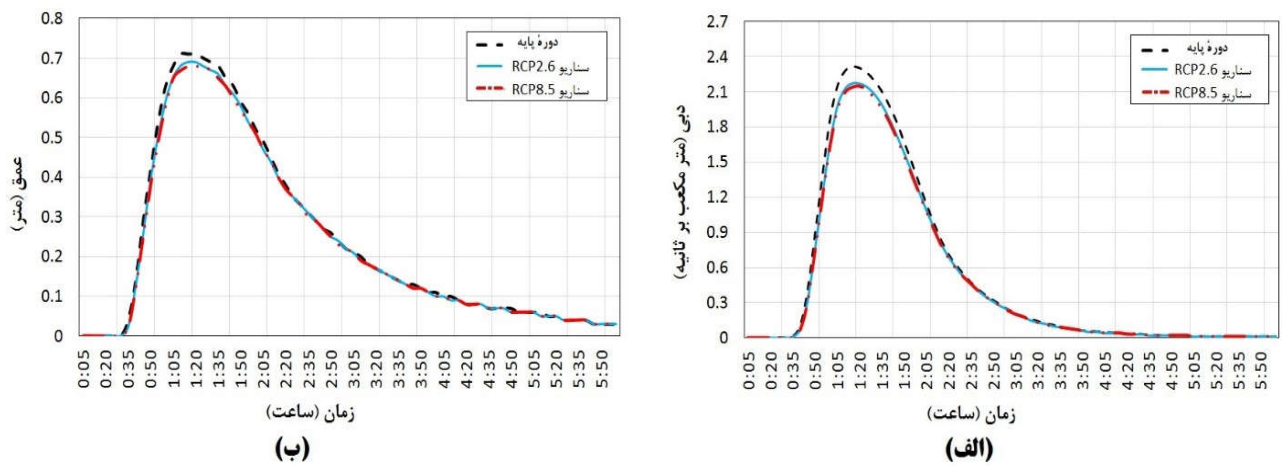 2.7
2.4
2.1
1.8
1.5
1.2
0.9
0.6
0.3
0
دبی (متر مکعب بر ثانیه)
دورهٔ پایه
سناریو RCP2.6
سناریو RCP8.5
0:05 0:20 0:35 0:50 1:05 1:20 1:35 1:50 2:05 2:20 2:35 2:50 3:05 3:20 3:35 3:50 4:05 4:20 4:35 4:50 5:05 5:20 5:35 5:50
زمان (ساعت)
(الف)
0.8
0.7
0.6
0.5
0.4
0.3
0.2
0.1
0
عمق (متر)
دورهٔ پایه
سناریو RCP2.6
سناریو RCP8.5
0:05 0:20 0:35 0:50 1:05 1:20 1:35 1:50 2:05 2:20 2:35 2:50 3:05 3:20 3:35 3:50 4:05 4:20 4:35 4:50 5:05 5:20 5:35 5:50
زمان (ساعت)
(ب)